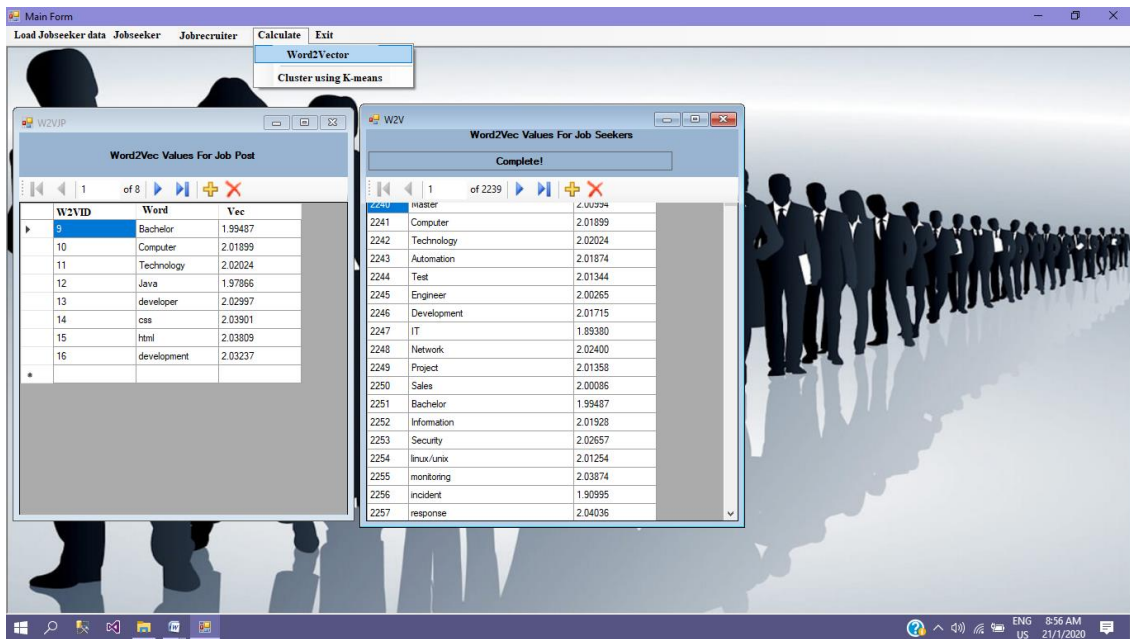 Main Form
Load Jobseeker data Jobseeker Jobrecruiter Calculate Exit
Word2Vector
Cluster using K-means
W2VJP
Word2Vec Values For Job Post
1 of 8
W2VID Word Vec
9 Bachelor 1.99487
10 Computer 2.01899
11 Technology 2.02024
12 Java 1.97866
13 developer 2.02997
14 css 2.03901
15 html 2.03809
16 development 2.03237
W2V
Word2Vec Values For Job Seekers
Complete!
1 of 2239
2240 Master 2.00994
2241 Computer 2.01899
2242 Technology 2.02024
2243 Automation 2.01874
2244 Test 2.01344
2245 Engineer 2.00265
2246 Development 2.01715
2247 IT 1.89380
2248 Network 2.02400
2249 Project 2.01358
2250 Sales 2.00086
2251 Bachelor 1.99487
2252 Information 2.01928
2253 Security 2.02657
2254 linux/unix 2.01254
2255 monitoring 2.03874
2256 incident 1.90995
2257 response 2.04036
ENG 8:56 AM
US 21/1/2020